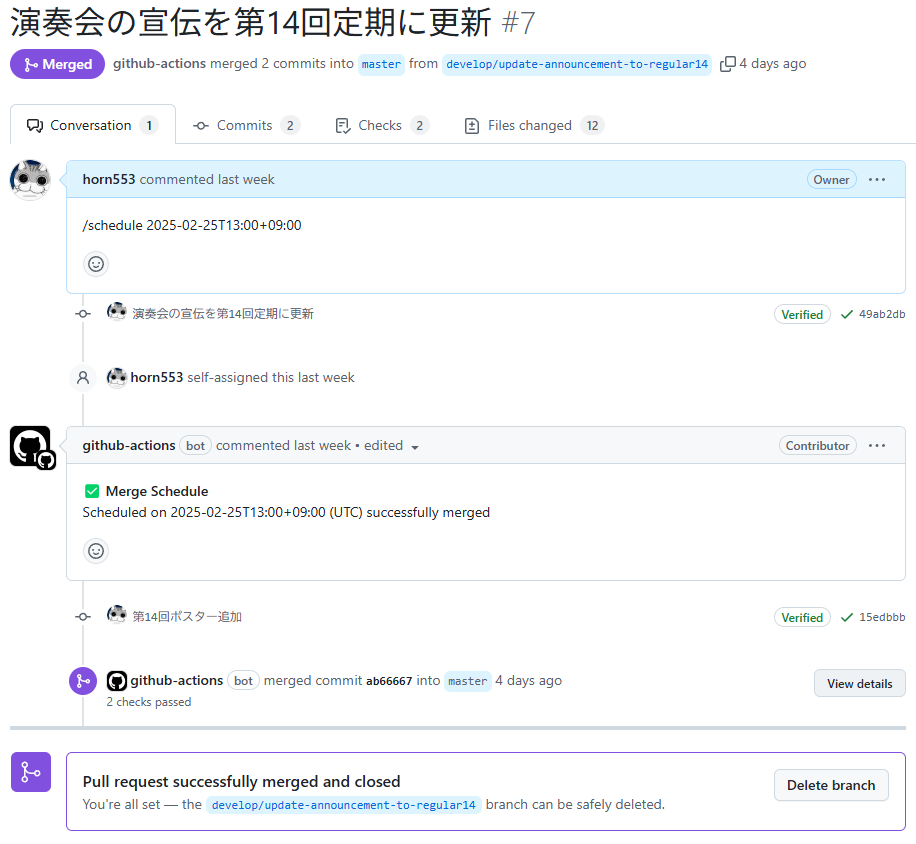 演奏会の宣伝を第14回定期に更新 #7
Merged github-actions merged 2 commits into master from develop/update-announcement-to-regular14 4 days ago
Conversation 1 Commits 2 Checks 2 Files changed 12
horn553 commented last week Owner
/schedule 2025-02-25T13:00+09:00
演奏会の宣伝を第14回定期に更新 Verified 49ab2db
horn553 self-assigned this last week
github-actions bot commented last week • edited Contributor
Merge Schedule
Scheduled on 2025-02-25T13:00+09:00 (UTC) successfully merged
第14回ポスター追加 Verified 15edbbb
github-actions bot merged commit ab66667 into master 4 days ago View details
2 checks passed
Pull request successfully merged and closed
You're all set — the develop/update-announcement-to-regular14 branch can be safely deleted. Delete branch